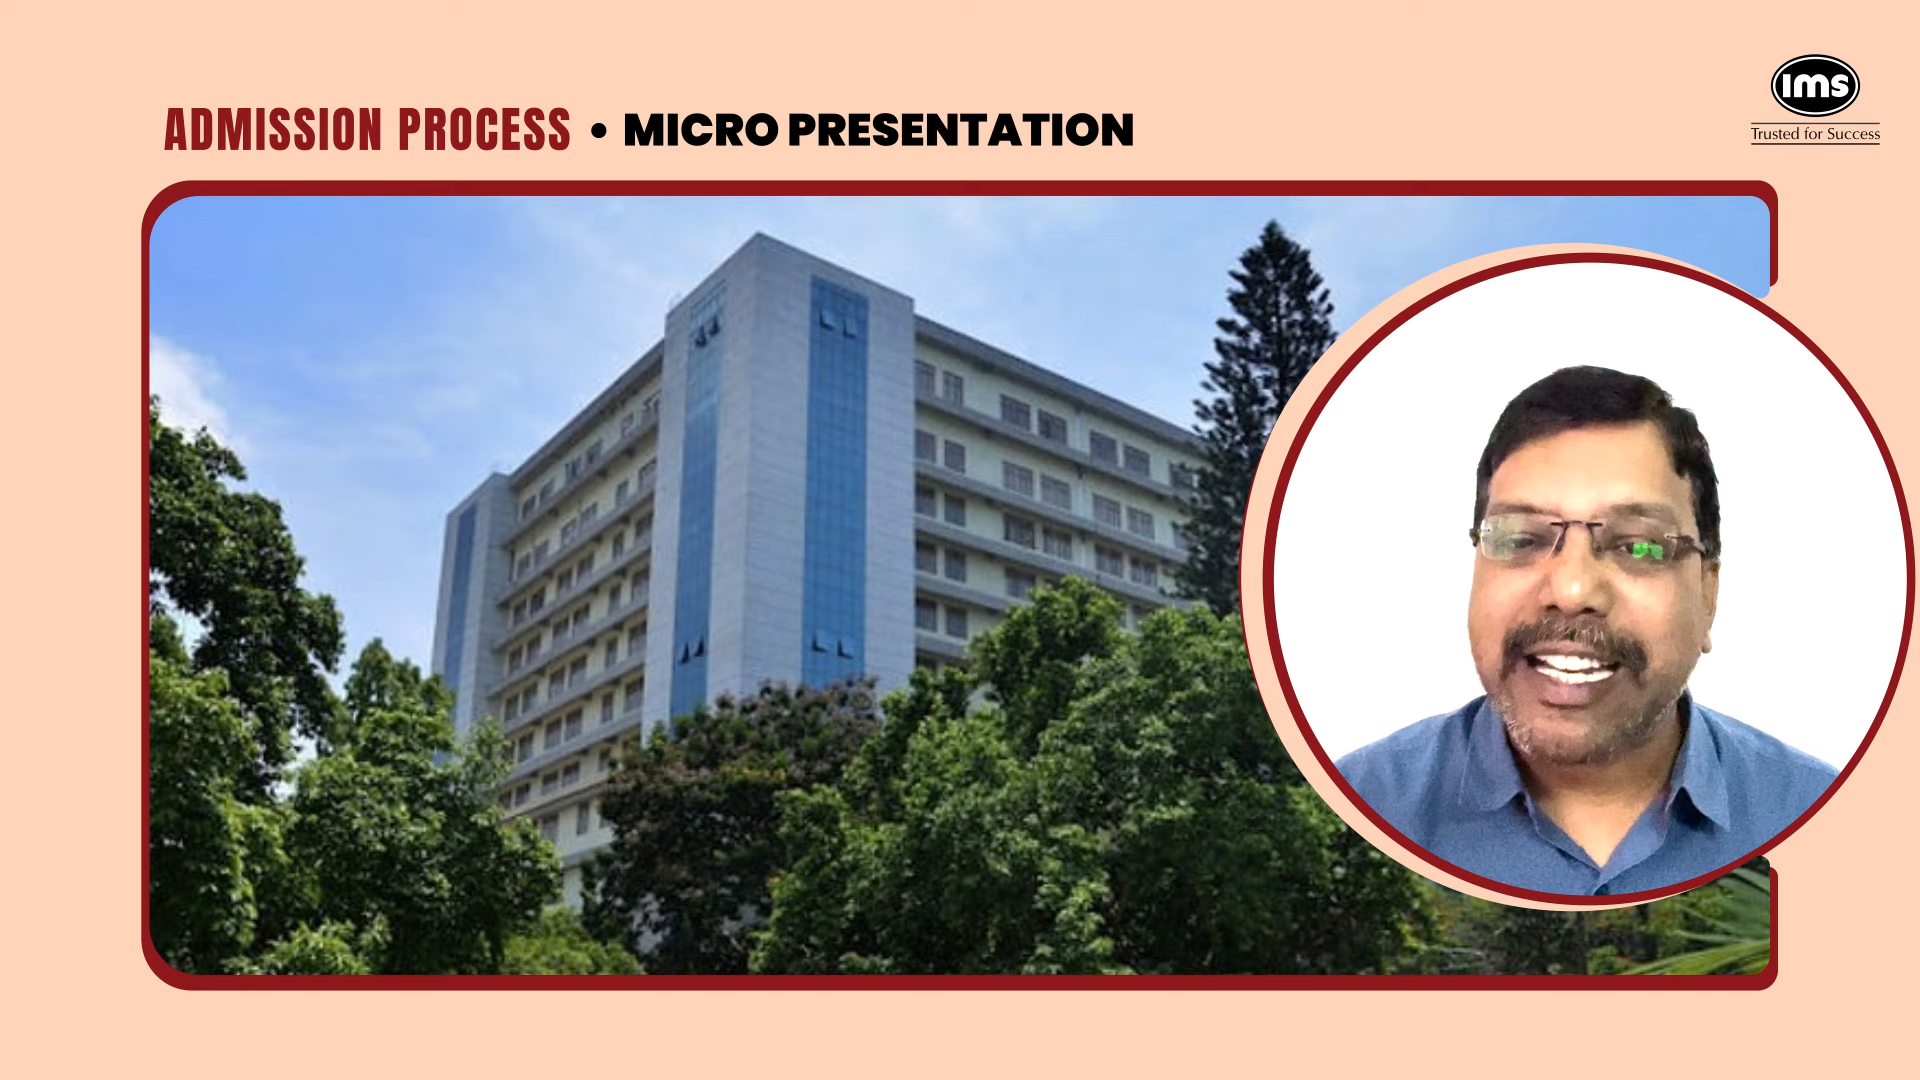 ADMISSION PROCESS • MICRO PRESENTATION
ims
Trusted for Success